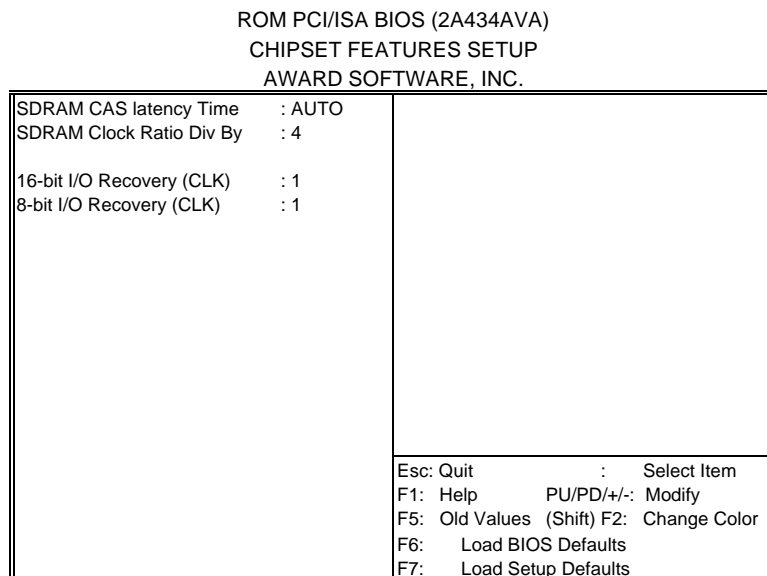 ROM PCI/ISA BIOS (2A434AVA)
CHIPSET FEATURES SETUP
AWARD SOFTWARE, INC.
SDRAM CAS latency Time : AUTO
SDRAM Clock Ratio Div By : 4
16-bit I/O Recovery (CLK) : 1
8-bit I/O Recovery (CLK) : 1
Esc: Quit : Select Item
F1: Help PU/PD/+/-: Modify
F5: Old Values (Shift) F2: Change Color
F6: Load BIOS Defaults
F7: Load Setup Defaults